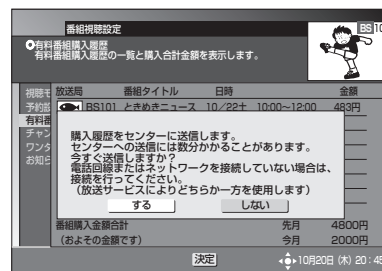 番組視聴設定
BS 10
有料番組購入履歴
有料番組購入履歴の一覧と購入合計金額を表示します。
視聴モ
放送局 番組タイトル 日時 金額
予約設
BS101 ときめきニュース 10／22土 10:00～12:00 483円
有料番
チャン
ワンタ
お知ら
購入履歴をセンターに送信します。
センターへの送信には数分かかることがあります。
今すぐ送信しますか？
電話回線またはネットワークを接続していない場合は、
接続を行ってください。
（放送サービスによりどちらか一方を使用します）
する しない
番組購入金額合計 先月 4800円
（およその金額です） 今月 2000円
決定 10月20日（木）20：45